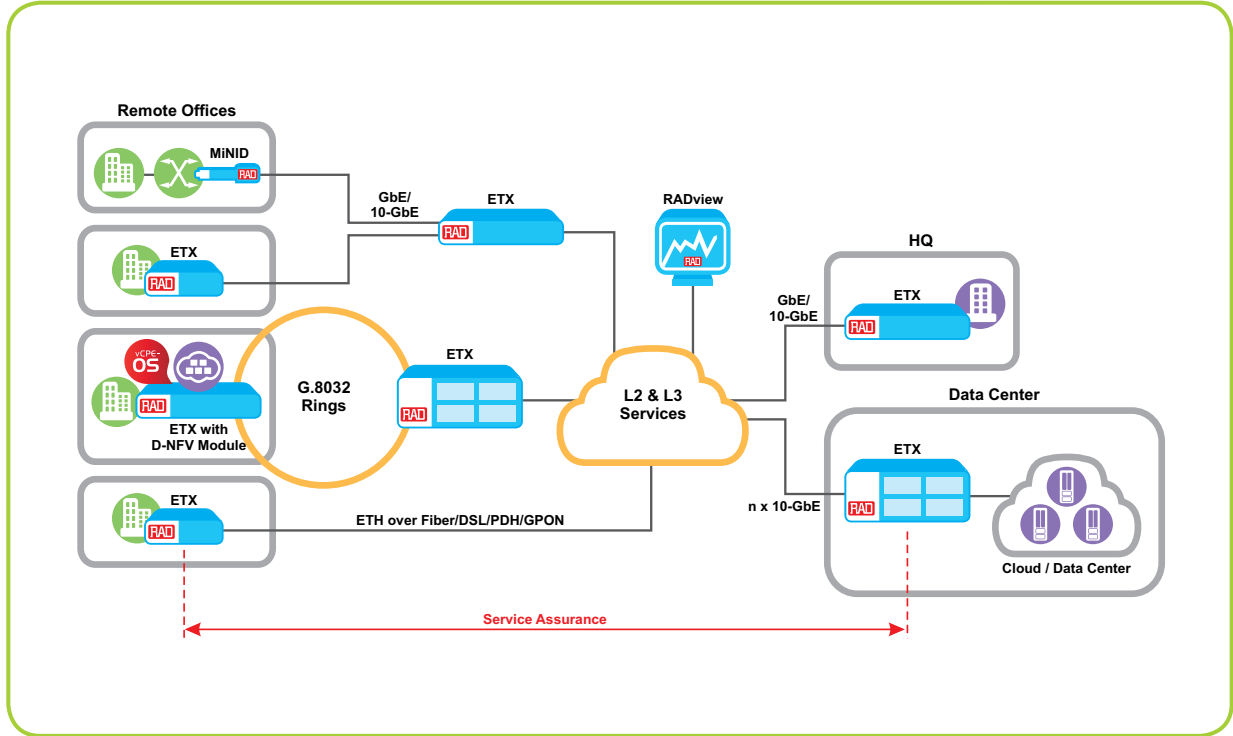 Remote Offices
MiNID
RAD
GbE/
10-GbE
ETX
RAD
RADview
RAD
ETX
RAD
HQ
GbE/
10-GbE
ETX
RAD
vCPE-
OS
RAD
ETX with
D-NFV Module
G.8032
Rings
ETX
RAD
L2 & L3
Services
Data Center
ETX
RAD
n x 10-GbE
Cloud / Data Center
ETX
RAD
ETH over Fiber/DSL/PDH/GPON
Service Assurance